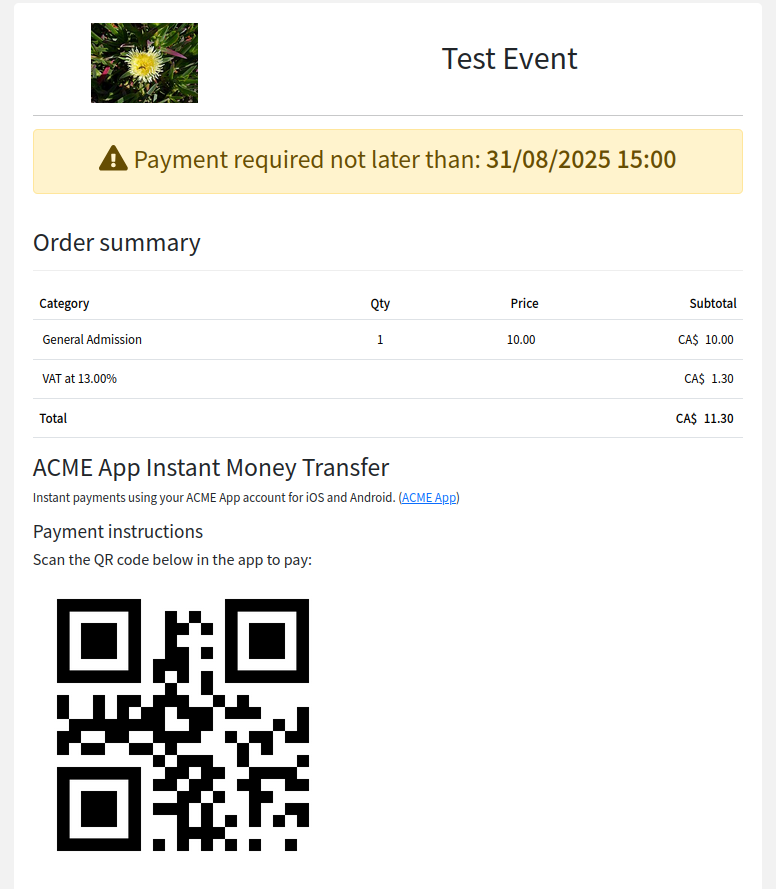 Test Event
Payment required not later than: 31/08/2025 15:00
Order summary
Category Qty Price Subtotal
General Admission 1 10.00 CA$ 10.00
VAT at 13.00% CA$ 1.30
Total CA$ 11.30
ACME App Instant Money Transfer
Instant payments using your ACME App account for iOS and Android. (ACME App)
Payment instructions
Scan the QR code below in the app to pay: